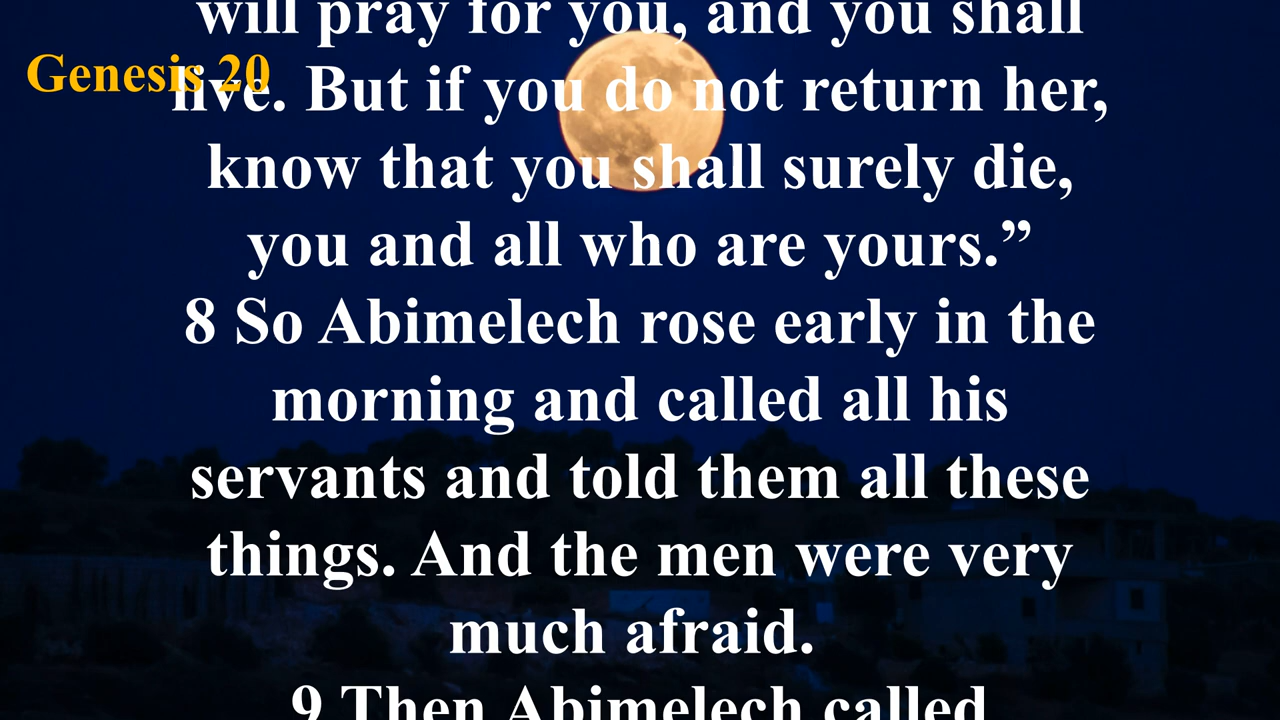 will pray for you, and you shall
Genesis 20
live. But if you do not return her,
know that you shall surely die,
you and all who are yours.”
8 So Abimelech rose early in the
morning and called all his
servants and told them all these
things. And the men were very
much afraid.
9 Then Abimelech called